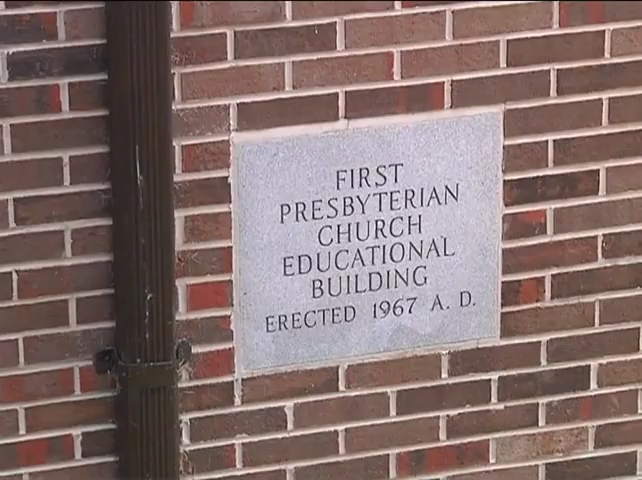 FIRST
PRESBYTERIAN
CHURCH
EDUCATIONAL
BUILDING
ERECTED 1967 A. D.